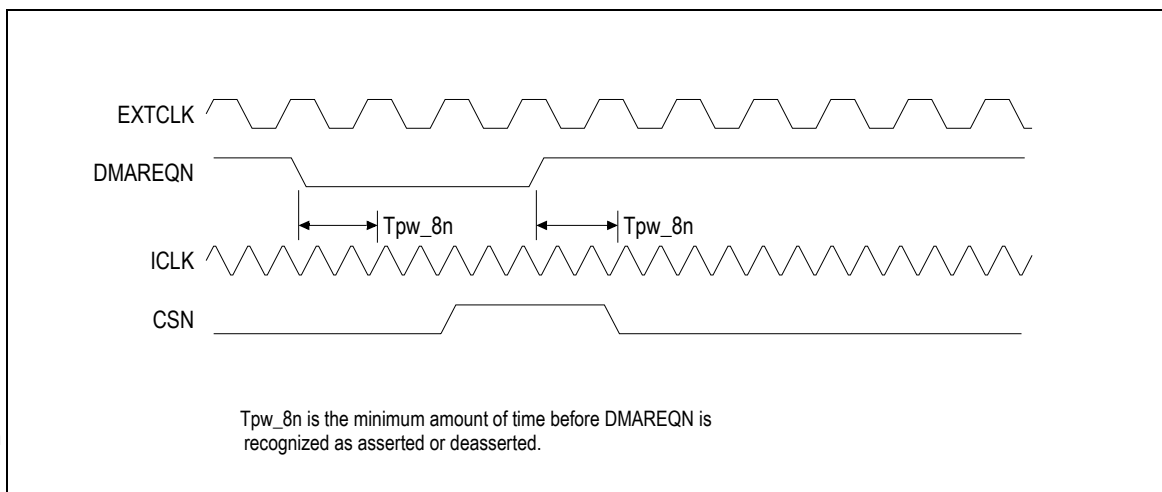 EXTCLK
DMAREQN
Tpw_8n
Tpw_8n
ICLK
CSN
Tpw_8n is the minimum amount of time before DMAREQN is
recognized as asserted or deasserted.